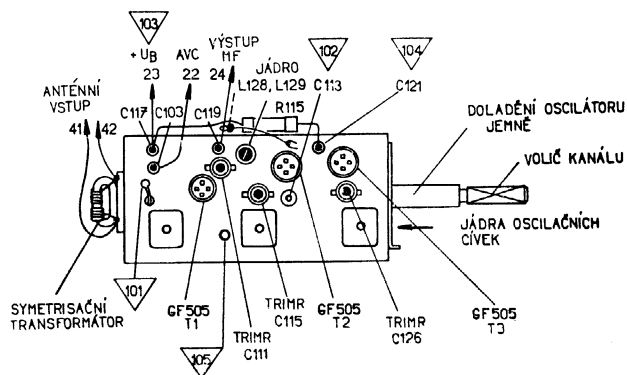 103
+ UB
23
AVC
22
VÝSTUP
MF
24
102
104
ANTÉNNÍ
VSTUP
41
42
C117
C103
C119
JÁDRO
L128, L129
C113
R115
C121
DOLADĚNÍ OSCILÁTORU
JEMNĚ
VOLIČ KANÁLU
JÁDRA OSCILAČNÍCH
CÍVEK
101
SYMETRISAČNÍ
TRANSFORMÁTOR
GF505
T1
105
TRIMR
C111
TRIMR
C115
GF505
T2
TRIMR
C126
GF505
T3